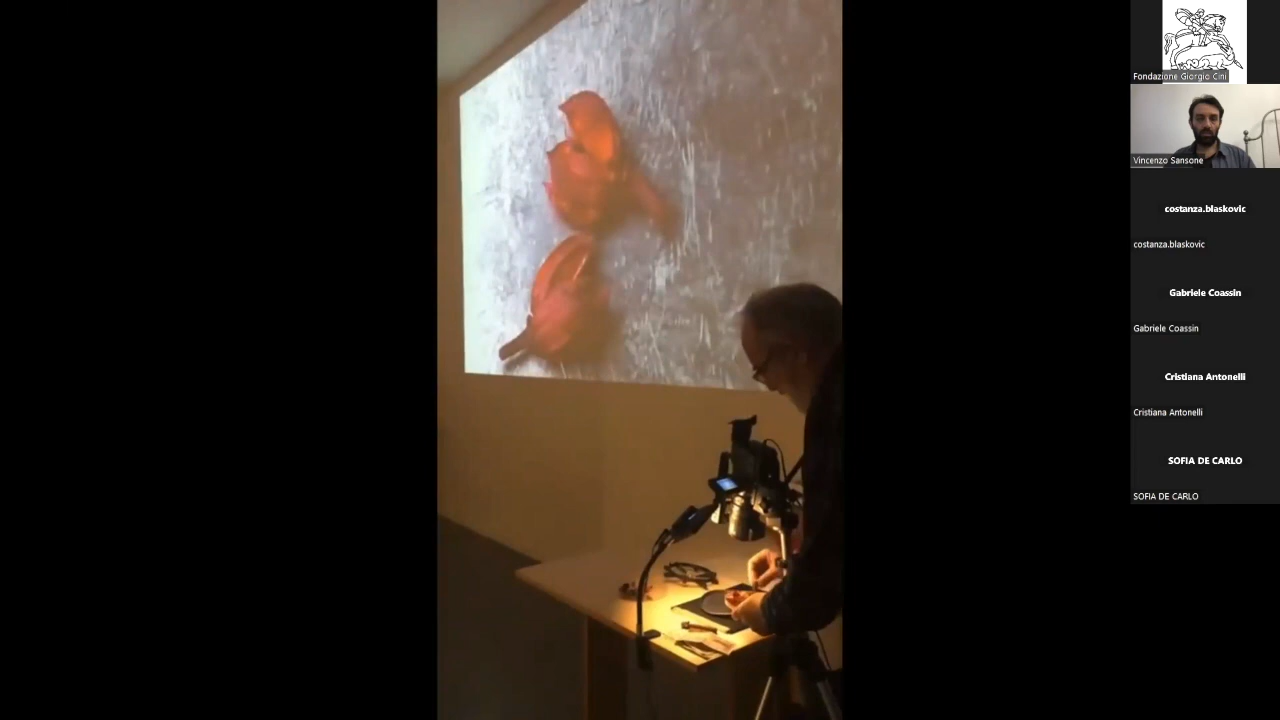 Fondazione Giorgio Cini
Vincenzo Sansone
costanza.blaskovic
costanza.blaskovic
Gabriele Coassin
Gabriele Coassin
Cristiana Antonelli
Cristiana Antonelli
SOFIA DE CARLO
SOFIA DE CARLO